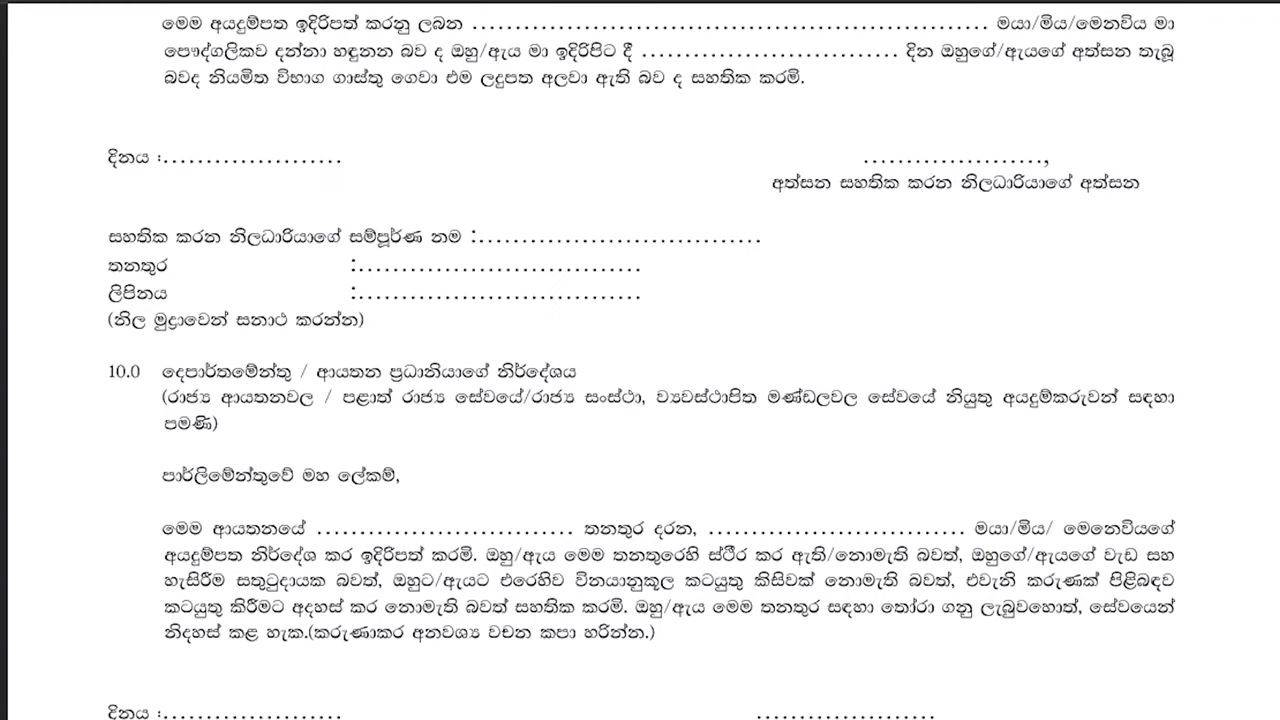 මෙම අයදුම්පත ඉදිරිපත් කරනු ලබන ............................................................ මයා/මිය/මෙනවිය මා
පෞද්ගලිකව දන්නා හඳුනන බව ද ඔහු/ඇය මා ඉදිරිපිට දී .............................. දින ඔහුගේ/ඇයගේ අත්සන තැබූ
බවද නියමිත විභාග ගාස්තු ගෙවා එම ලදුපත අලවා ඇති බව ද සහතික කරමි.
දිනය :..................... .....................,
අත්සන සහතික කරන නිලධාරියාගේ අත්සන
සහතික කරන නිලධාරියාගේ සම්පූර්ණ නම :.................................
තනතුර :.................................
ලිපිනය :.................................
(නිල මුද්‍රාවෙන් සනාථ කරන්න)
10.0 දෙපාර්තමේන්තු / ආයතන ප්‍රධානියාගේ නිර්දේශය
(රාජ්‍ය ආයතනවල / පළාත් රාජ්‍ය සේවයේ/රාජ්‍ය සංස්ථා, ව්‍යවස්ථාපිත මණ්ඩලවල සේවයේ නියුතු අයදුම්කරුවන් සඳහා
පමණි)
පාර්ලිමේන්තුවේ මහ ලේකම්,
මෙම ආයතනයේ .............................. තනතුර දරන, .............................. මයා/මිය/ මෙනෙවියගේ
අයදුම්පත නිර්දේශ කර ඉදිරිපත් කරමි. ඔහු/ඇය මෙම තනතුරෙහි ස්ථිර කර ඇති/නොමැති බවත්, ඔහුගේ/ඇයගේ වැඩ සහ
හැසිරීම සතුටුදායක බවත්, ඔහුට/ඇයට එරෙහිව විනයානුකූල කටයුතු කිසිවක් නොමැති බවත්, එවැනි කරුණක් පිළිබඳව
කටයුතු කිරීමට අදහස් කර නොමැති බවත් සහතික කරමි. ඔහු/ඇය මෙම තනතුර සඳහා තෝරා ගනු ලැබුවහොත්, සේවයෙන්
නිදහස් කළ හැක.(කරුණාකර අනවශ්‍ය වචන කපා හරින්න.)
දිනය :..................... .....................